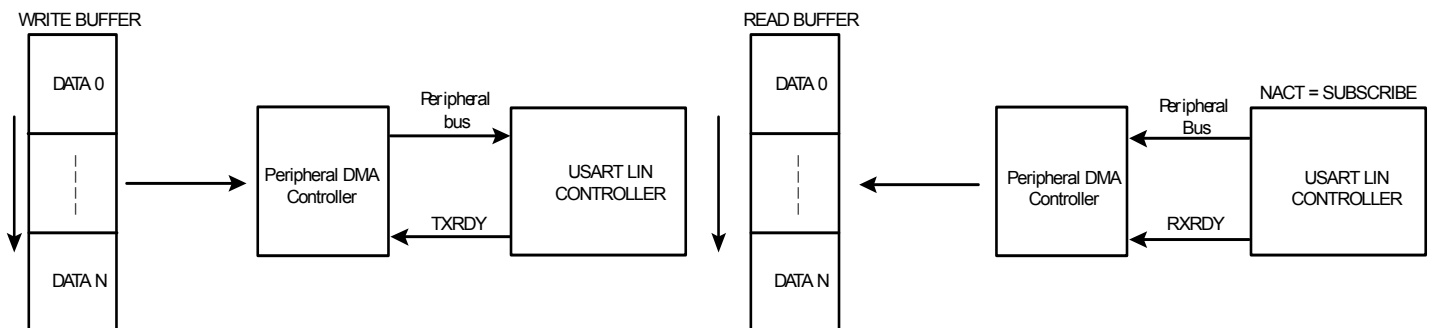 WRITE BUFFER
DATA 0
DATA N
Peripheral DMA
Controller
Peripheral
bus
TXRDY
USART LIN
CONTROLLER
READ BUFFER
DATA 0
DATA N
Peripheral DMA
Controller
Peripheral
Bus
RXRDY
NACT = SUBSCRIBE
USART LIN
CONTROLLER